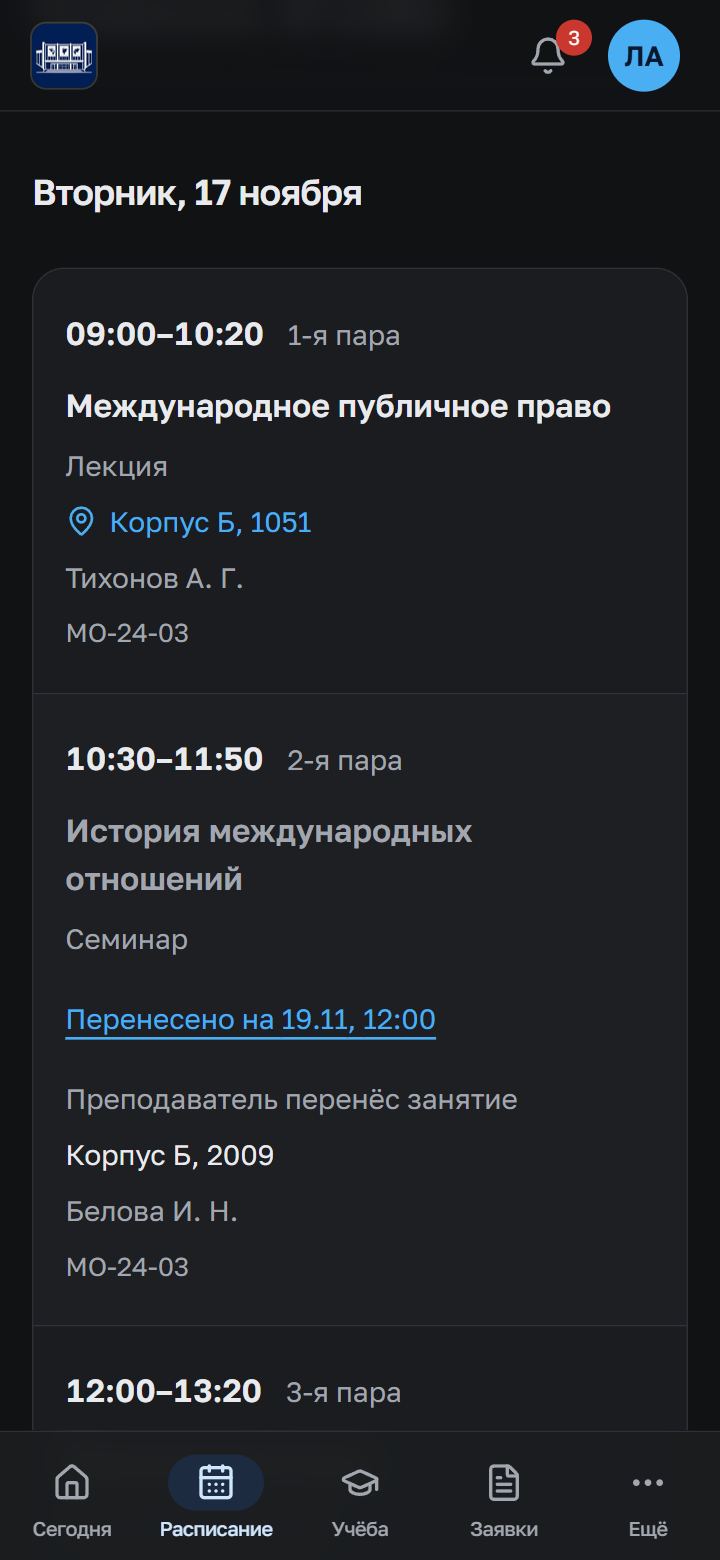 3
ЛА
Вторник, 17 ноября
09:00–10:20 1-я пара
Международное публичное право
Лекция
Корпус Б, 1051
Тихонов А. Г.
МО-24-03
10:30–11:50 2-я пара
История международных
отношений
Семинар
Перенесено на 19.11, 12:00
Преподаватель перенёс занятие
Корпус Б, 2009
Белова И. Н.
МО-24-03
12:00–13:20 3-я пара
Сегодня Расписание Учёба Заявки Ещё